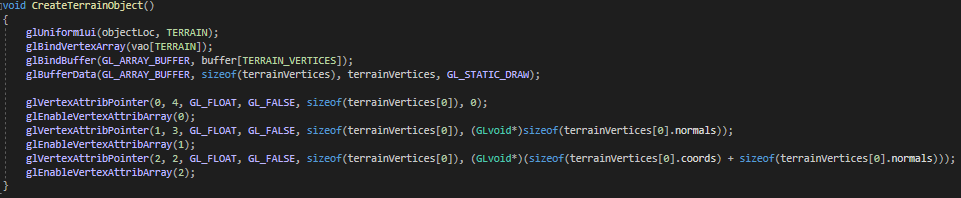 void CreateTerrainObject()
{
glUniform1ui(objectLoc, TERRAIN);
glBindVertexArray(vao[TERRAIN]);
glBindBuffer(GL_ARRAY_BUFFER, buffer[TERRAIN_VERTICES]);
glBufferData(GL_ARRAY_BUFFER, sizeof(terrainVertices), terrainVertices, GL_STATIC_DRAW);
glVertexAttribPointer(0, 4, GL_FLOAT, GL_FALSE, sizeof(terrainVertices[0]), 0);
glEnableVertexAttribArray(0);
glVertexAttribPointer(1, 3, GL_FLOAT, GL_FALSE, sizeof(terrainVertices[0]), (GLvoid*)sizeof(terrainVertices[0].normals));
glEnableVertexAttribArray(1);
glVertexAttribPointer(2, 2, GL_FLOAT, GL_FALSE, sizeof(terrainVertices[0]), (GLvoid*)(sizeof(terrainVertices[0].coords) + sizeof(terrainVertices[0].normals)));
glEnableVertexAttribArray(2);
}